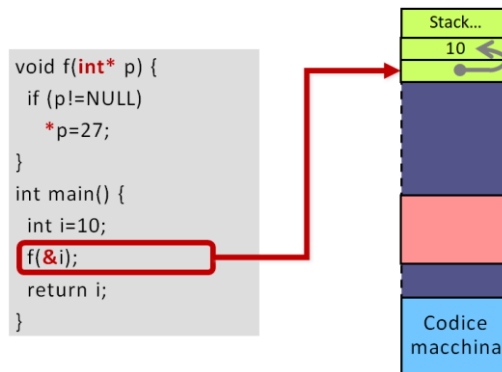 void f(int* p) {
if (p!=NULL)
*p=27;
}
int main() {
int i=10;
f(&i);
return i;
}
Stack...
10
Codice
macchina